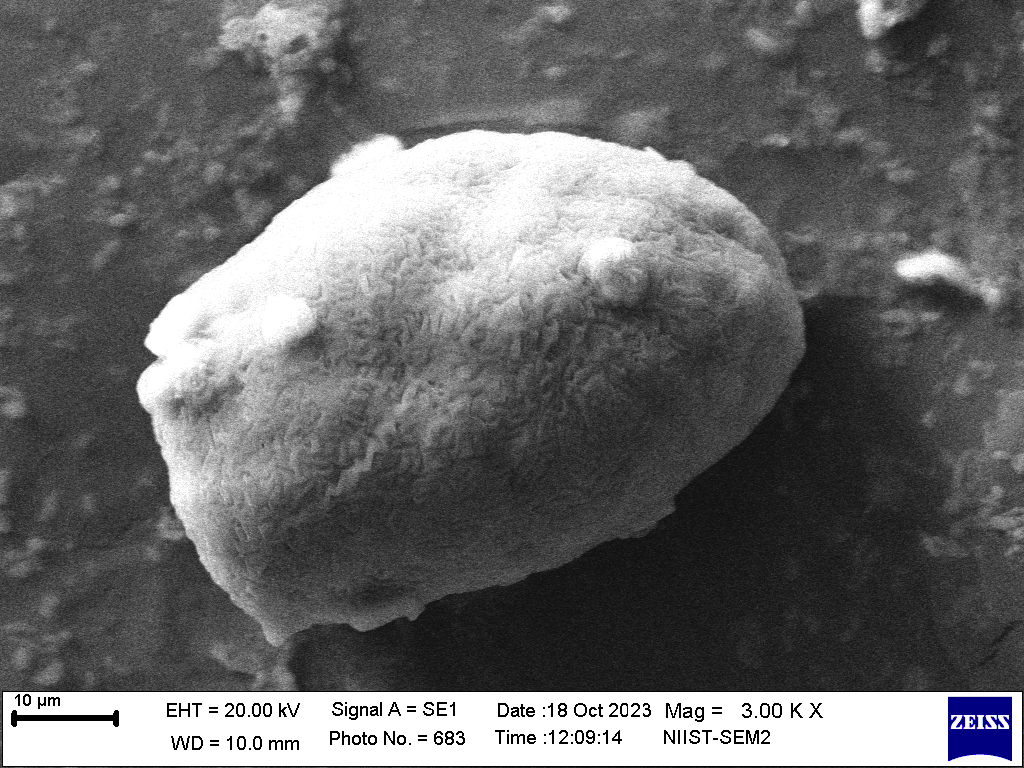 10 µm
EHT = 20.00 kV Signal A = SE1 Date :18 Oct 2023 Mag = 3.00 K X
WD = 10.0 mm Photo No. = 683 Time :12:09:14 NIIST-SEM2
ZEISS